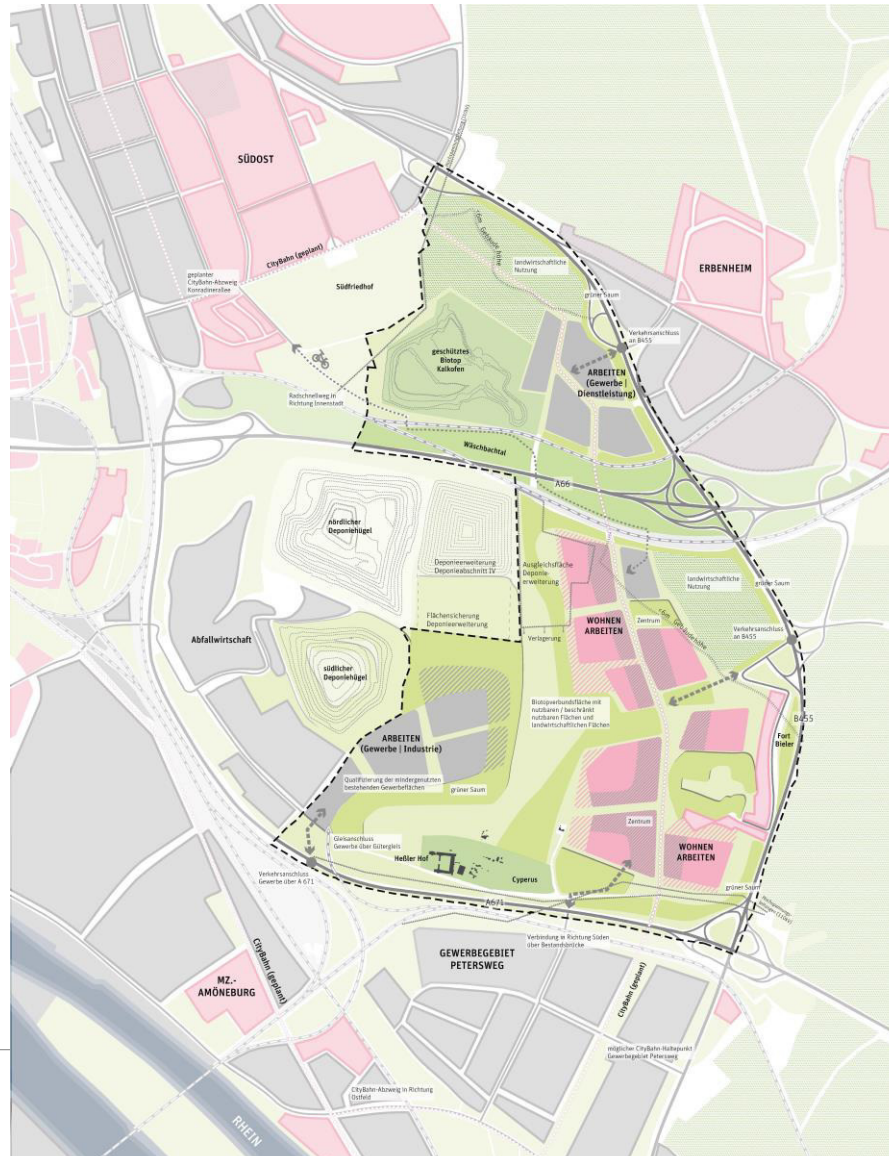 SÜDOST
CityBahn (geplant)
geplanter
CityBahn-Abzweig
Konradinerallee
Südfriedhof
landwirtschaftliche
Nutzung
ERBENHEIM
grüner Saum
Verkehrsanschluss
an B455
geschütztes
Biotop
Kalkofen
ARBEITEN
(Gewerbe |
Dienstleistung)
Radschnellweg in
Richtung Innenstadt
Wäschbachtal
A66
nördlicher
Deponiehügel
Deponieerweiterung
Deponieabschnitt IV
Ausgleichsfläche
Deponie-
erweiterung
landwirtschaftliche
Nutzung
grüner Saum
Flächensicherung
Deponieerweiterung
WOHNEN
ARBEITEN
Zentrum
Gebäudehöhe
Verkehrsanschluss
an B455
Abfallwirtschaft
Verlagerung
südlicher
Deponiehügel
Biotopverbundsfläche mit
nutzbaren / beschränkt
nutzbaren Flächen und
landwirtschaftlichen Flächen
B455
Fort
Bieler
ARBEITEN
(Gewerbe | Industrie)
Qualifizierung der mindergenutzten
bestehenden Gewerbeflächen
grüner Saum
Zentrum
Gleisanschluss
Gewerbe über Gütergleis
WOHNEN
ARBEITEN
Heßler Hof
Cyperus
Verkehrsanschluss
Gewerbe über A 671
grüner Saum
A671
Verbindung in Richtung Süden
über Bestandsbrücke
GEWERBEGEBIET
PETERSWEG
CityBahn (geplant)
MZ.-
AMÖNEBURG
CityBahn (geplant)
möglicher CityBahn-Haltepunkt
Gewerbegebiet Petersweg
CityBahn-Abzweig in Richtung
Ostfeld
RHEIN